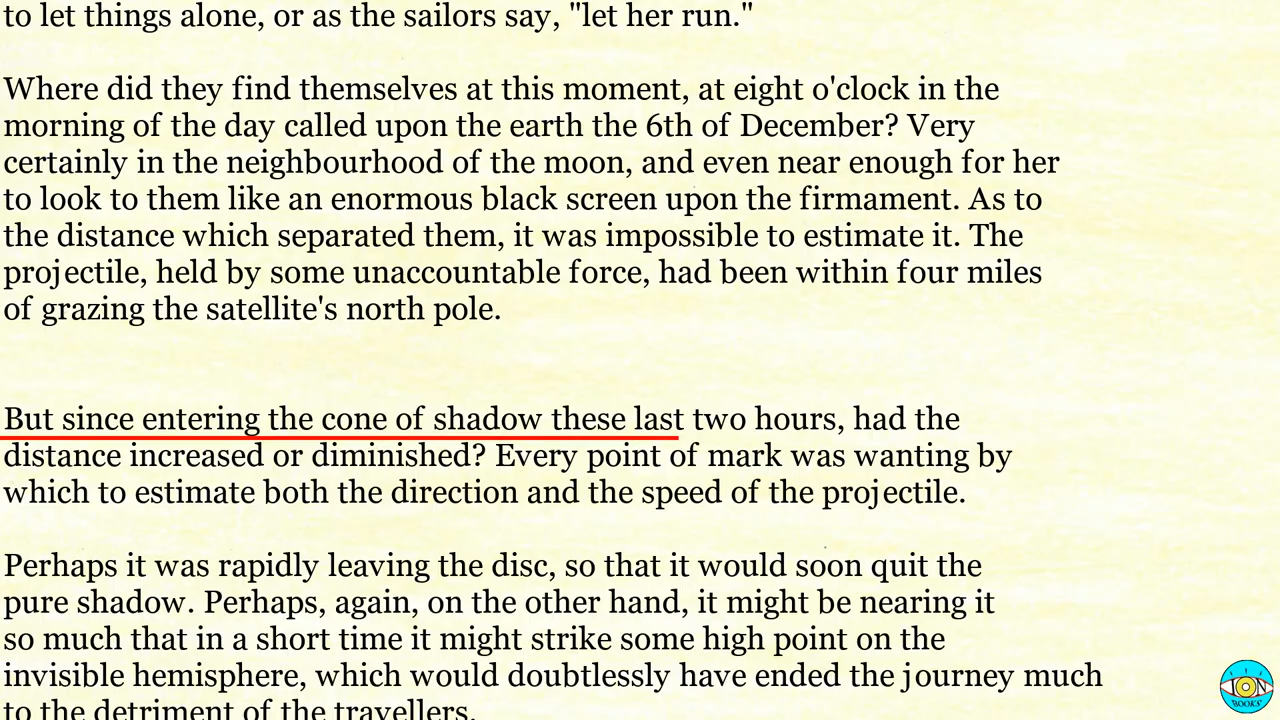 to let things alone, or as the sailors say, "let her run."
Where did they find themselves at this moment, at eight o'clock in the
morning of the day called upon the earth the 6th of December? Very
certainly in the neighbourhood of the moon, and even near enough for her
to look to them like an enormous black screen upon the firmament. As to
the distance which separated them, it was impossible to estimate it. The
projectile, held by some unaccountable force, had been within four miles
of grazing the satellite's north pole.
But since entering the cone of shadow these last two hours, had the
distance increased or diminished? Every point of mark was wanting by
which to estimate both the direction and the speed of the projectile.
Perhaps it was rapidly leaving the disc, so that it would soon quit the
pure shadow. Perhaps, again, on the other hand, it might be nearing it
so much that in a short time it might strike some high point on the
invisible hemisphere, which would doubtlessly have ended the journey much
to the detriment of the travellers.
ION
BOOKS